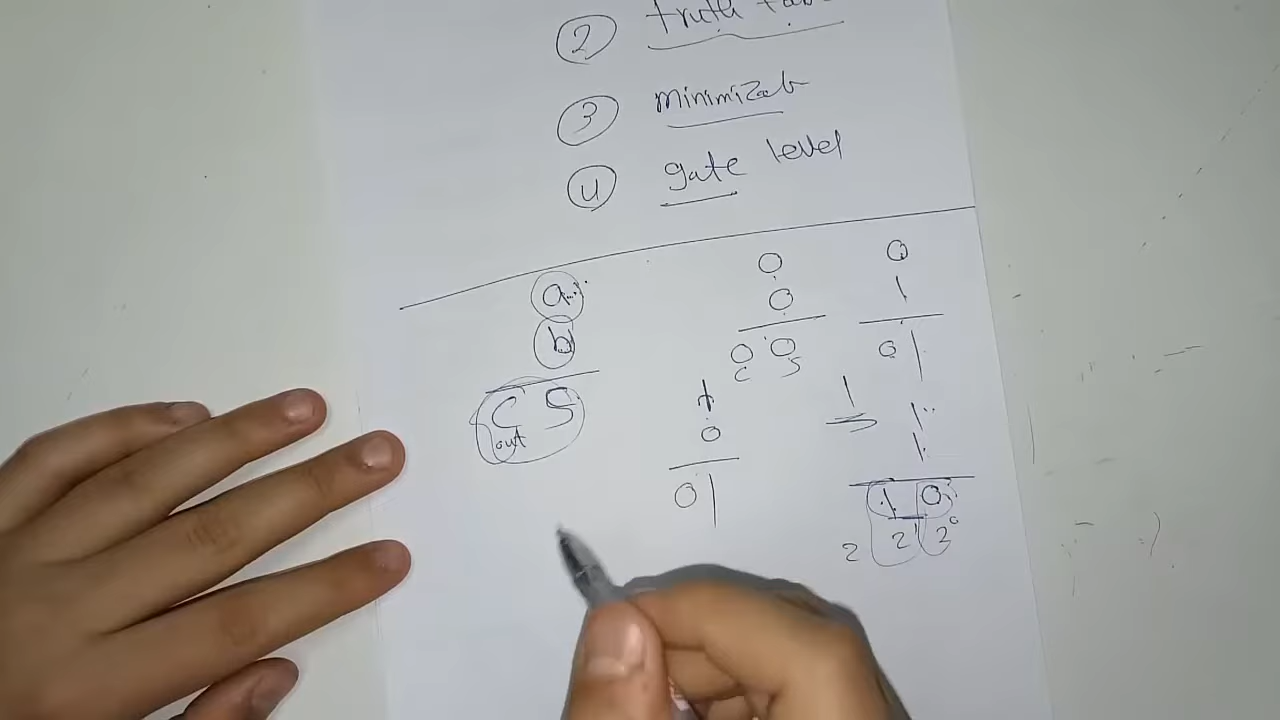 2 truth
3 minimizab
4 gate level
a
b
C out S
0
0
0 0
C S
0
1
0 1
1
0
0 1
1 =>
1
1
1 0
2 2¹ 2⁰